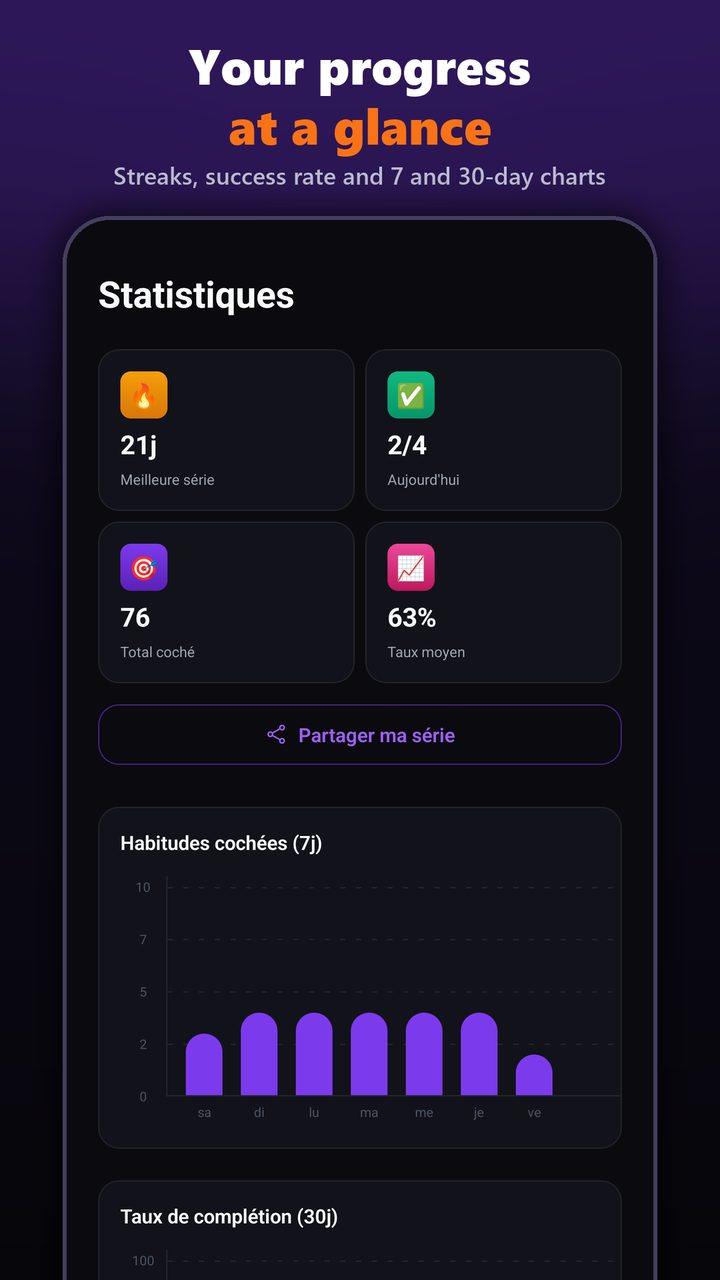 Your progress
at a glance
Streaks, success rate and 7 and 30-day charts
Statistiques
21j
Meilleure série
2/4
Aujourd'hui
76
Total coché
63%
Taux moyen
Partager ma série
Habitudes cochées (7j)
10
7
5
2
0
sa di lu ma me je ve
Taux de complétion (30j)
100